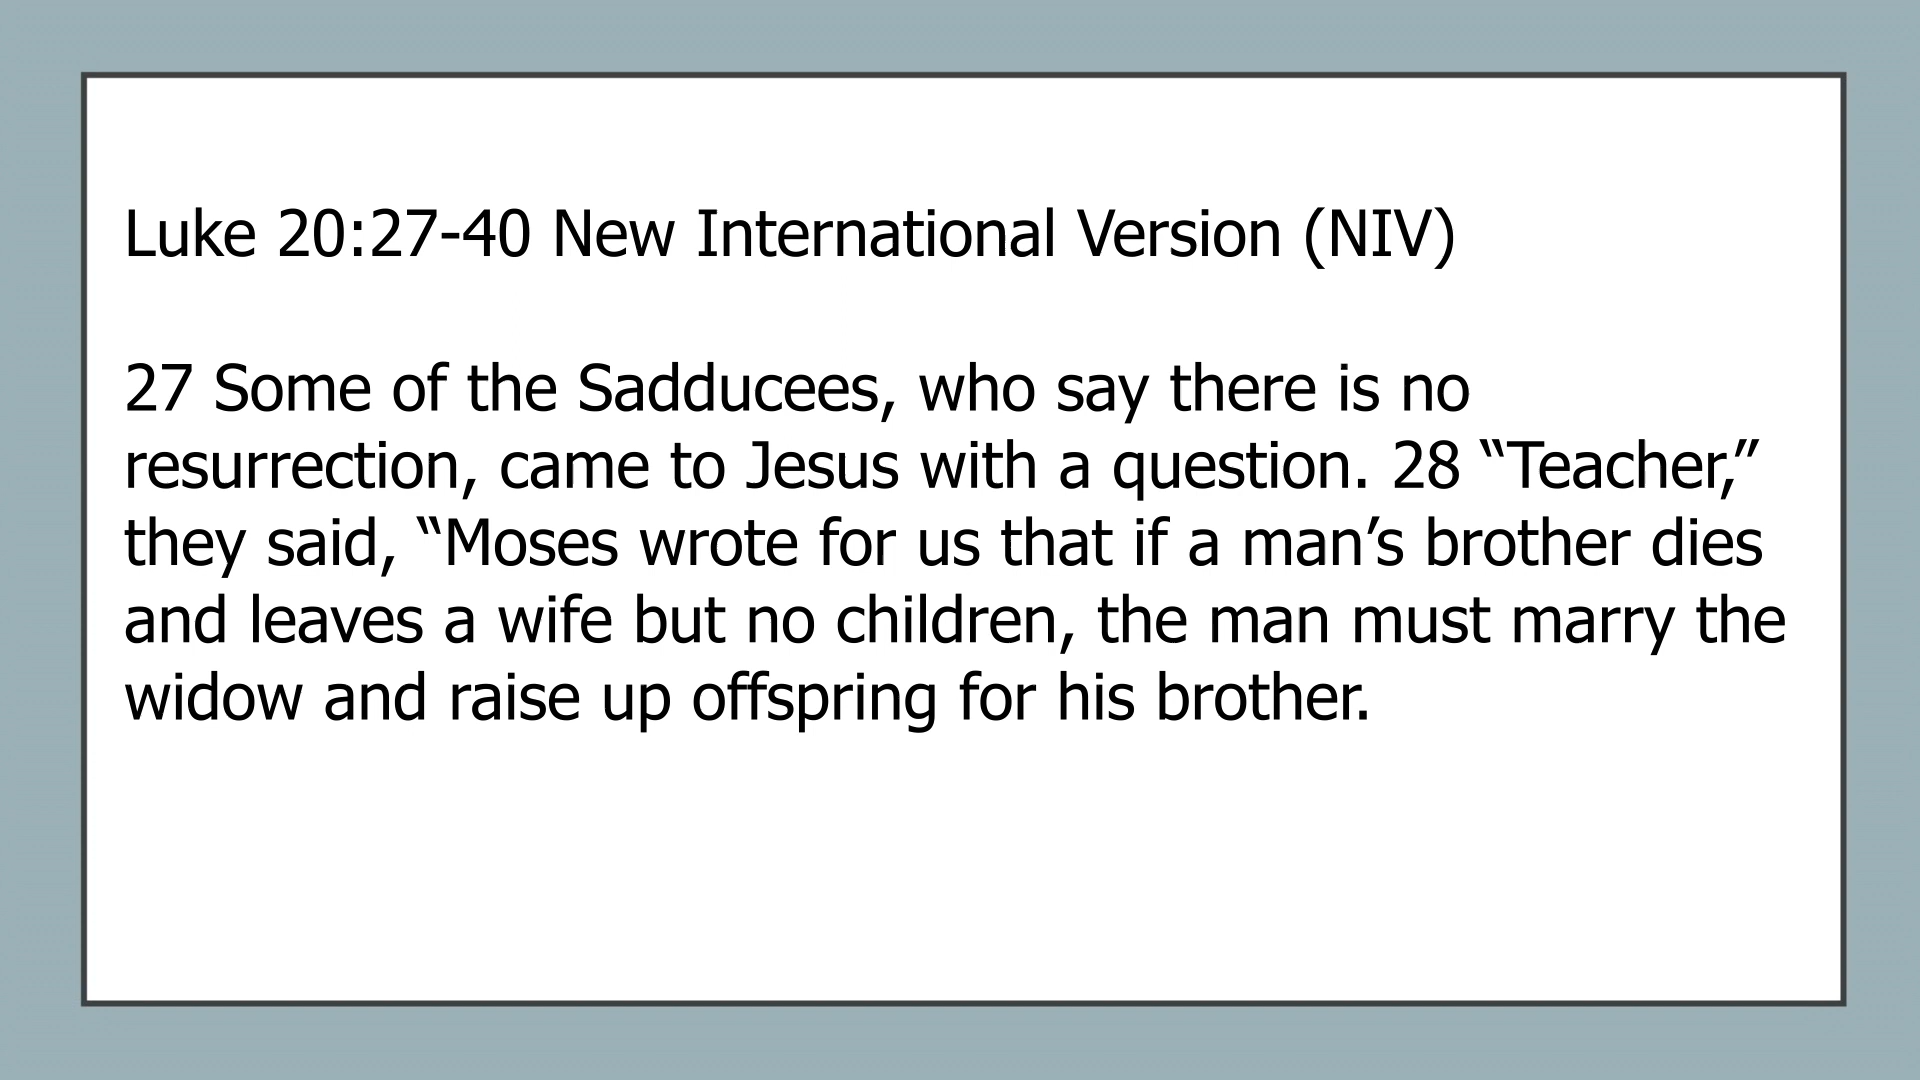 Luke 20:27-40 New International Version (NIV)
27 Some of the Sadducees, who say there is no
resurrection, came to Jesus with a question. 28 “Teacher,”
they said, “Moses wrote for us that if a man’s brother dies
and leaves a wife but no children, the man must marry the
widow and raise up offspring for his brother.